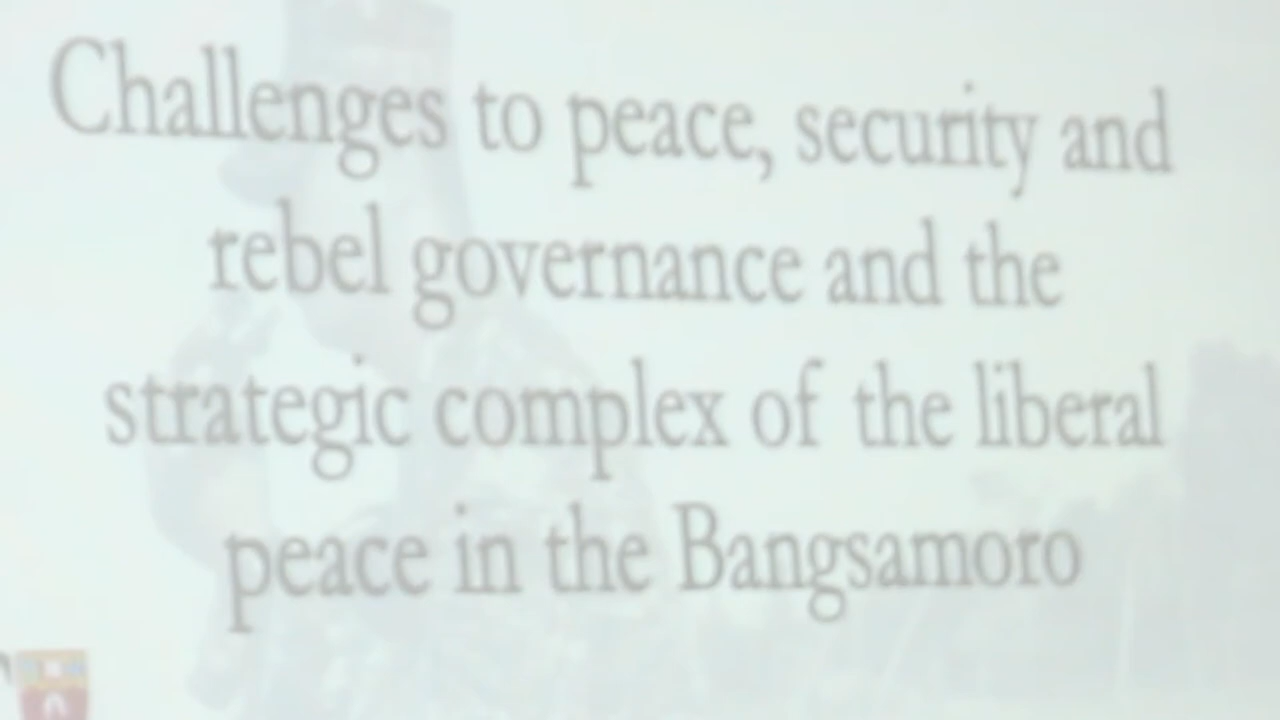 Challenges to peace, security and
rebel governance and the
strategic complex of the liberal
peace in the Bangsamoro